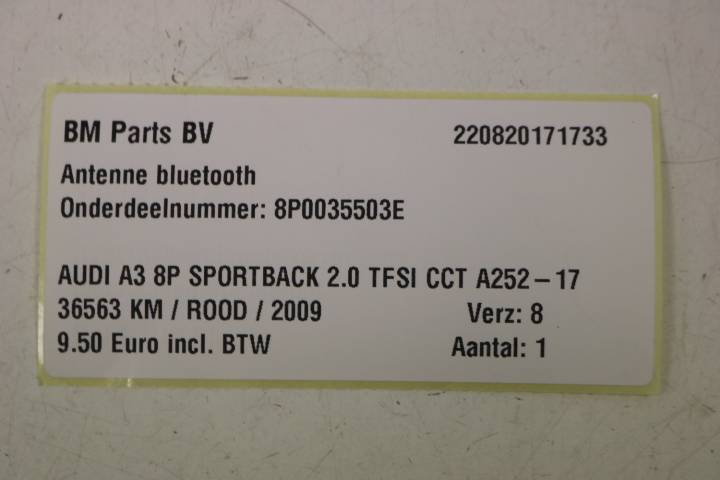 BM Parts BV 220820171733
Antenne bluetooth
Onderdeelnummer: 8P0035503E
AUDI A3 8P SPORTBACK 2.0 TFSI CCT A252-17
36563 KM / ROOD / 2009 Verz: 8
9.50 Euro incl. BTW Aantal: 1